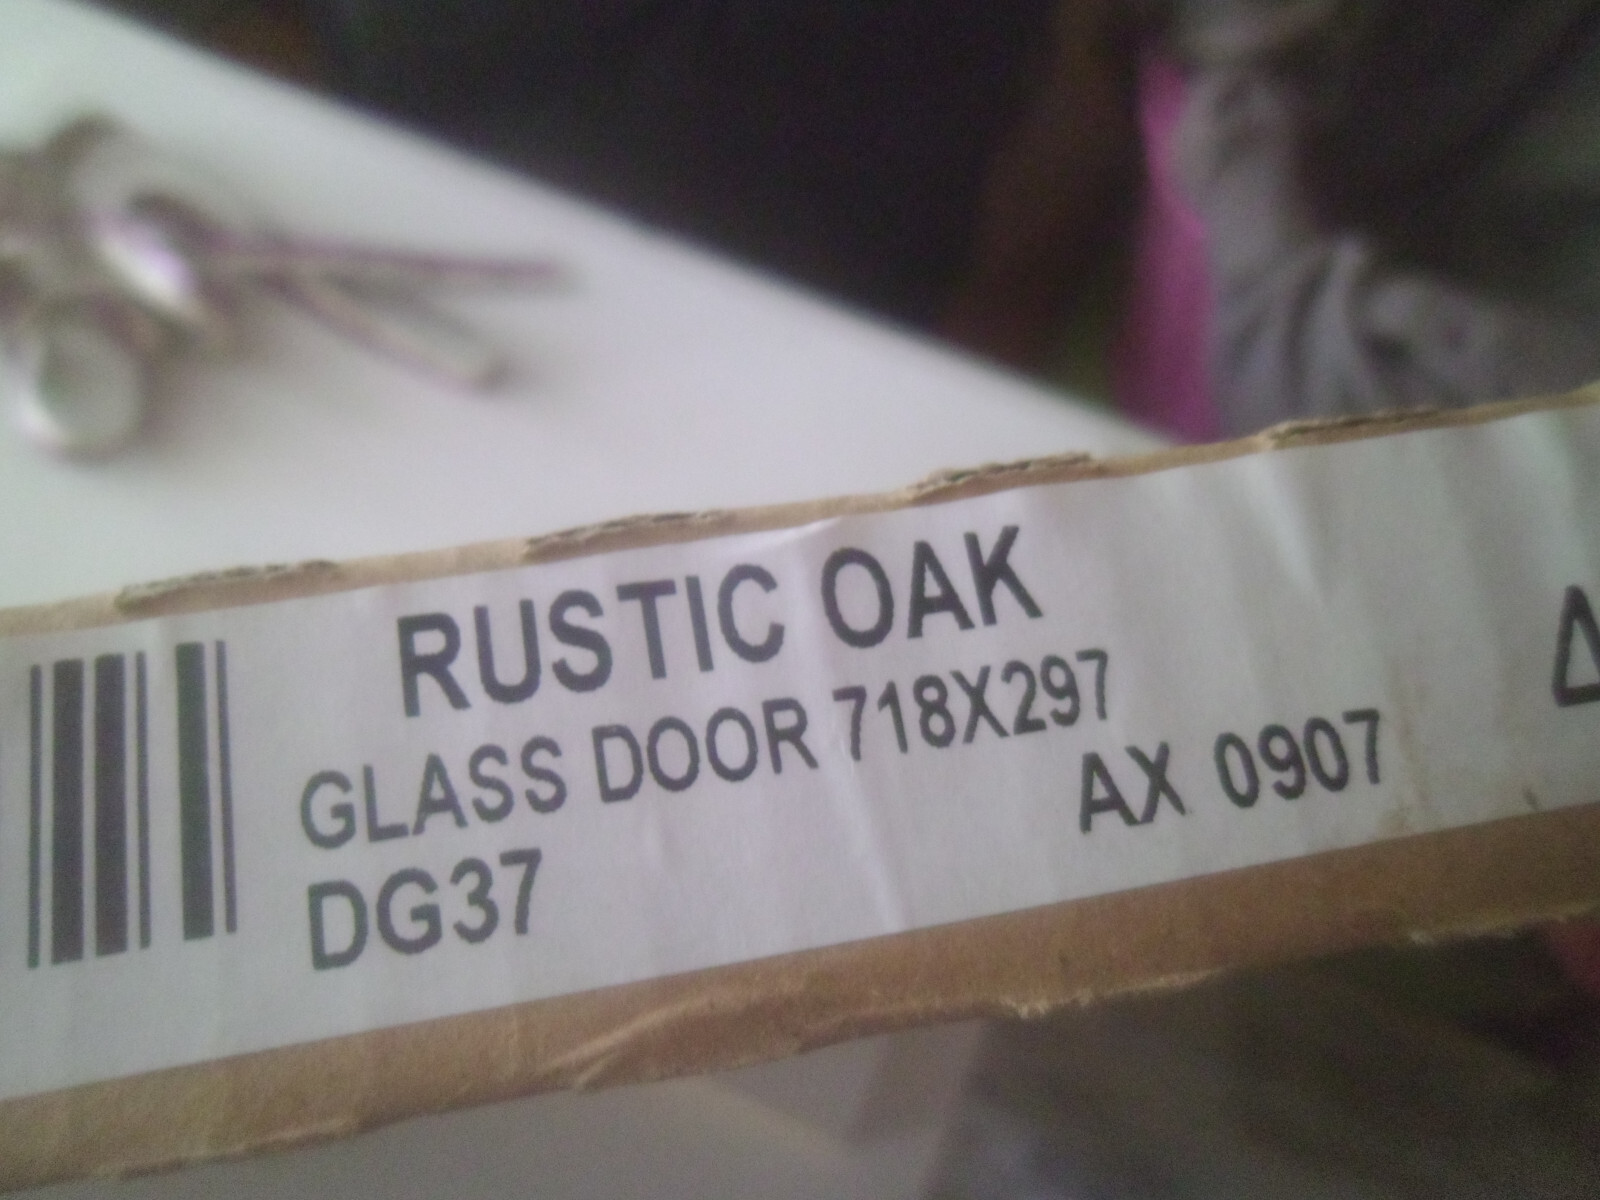 RUSTIC OAK
GLASS DOOR 718X297
AX 0907
DG37